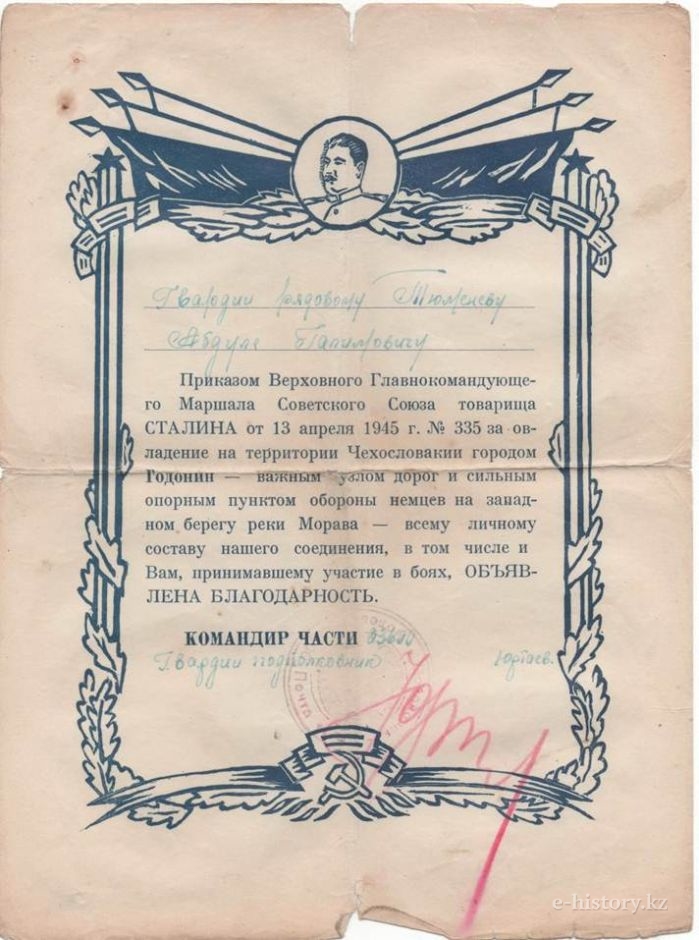 Гвардии рядовому Тюменеву
Абдуле
Приказом Верховного Главнокомандующе-
го Маршала Советского Союза товарища
СТАЛИНА от 13 апреля 1945 г. № 335 за ов-
ладение на территории Чехословакии городом
Годонин — важным узлом дорог и сильным
опорным пунктом обороны немцев на запад-
ном берегу реки Морава — всему личному
составу нашего соединения, в том числе и
Вам, принимавшему участие в боях, ОБЪЯВ-
ЛЕНА БЛАГОДАРНОСТЬ.
КОМАНДИР ЧАСТИ
Гвардии подполковник Юртаев.
e-history.kz